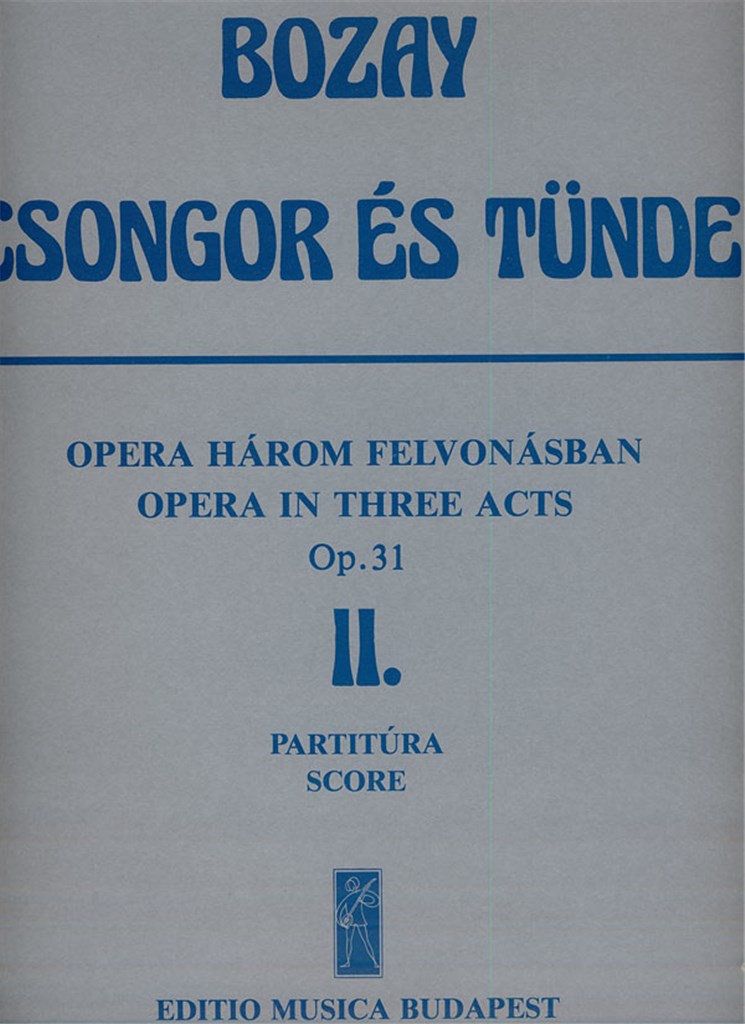 BOZAY
CSONGOR ÉS TÜNDE
OPERA HÁROM FELVONÁSBAN
OPERA IN THREE ACTS
Op. 31
II.
PARTITÚRA
SCORE
EDITIO MUSICA BUDAPEST